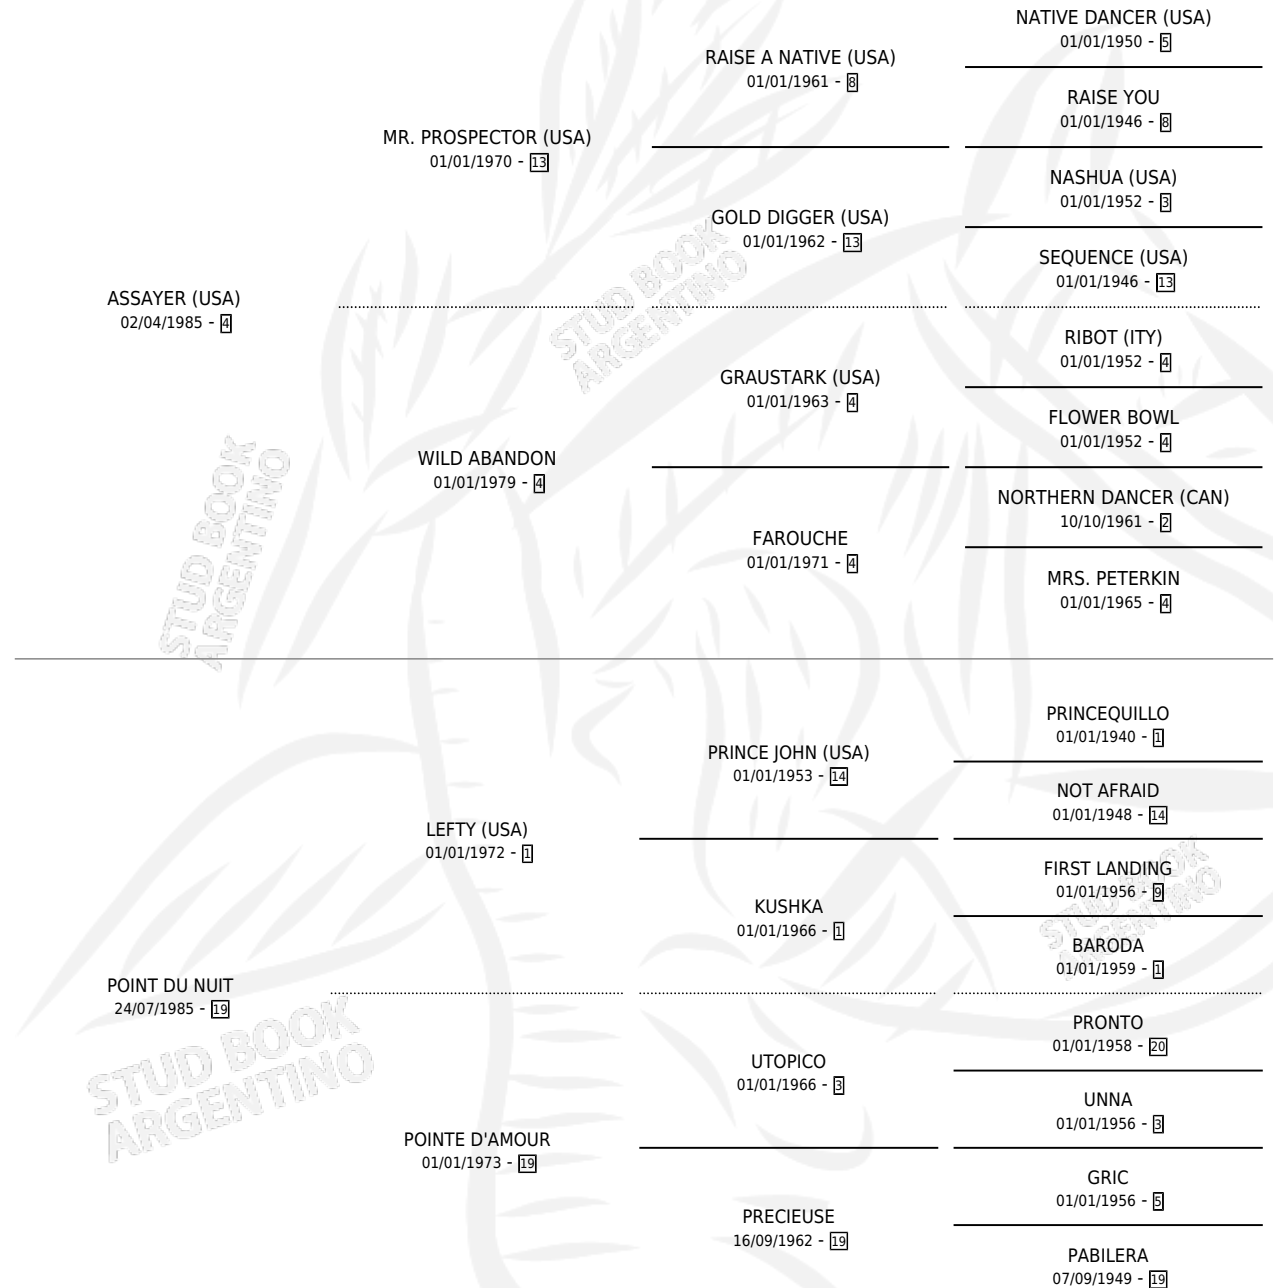 NATIVE DANCER (USA)
01/01/1950 - 5
RAISE A NATIVE (USA)
01/01/1961 - 8
RAISE YOU
01/01/1946 - 8
MR. PROSPECTOR (USA)
01/01/1970 - 13
NASHUA (USA)
01/01/1952 - 3
GOLD DIGGER (USA)
01/01/1962 - 13
SEQUENCE (USA)
01/01/1946 - 13
STUD BOOK
ARGENTINO
ASSAYER (USA)
02/04/1985 - 4
RIBOT (ITY)
01/01/1952 - 4
GRAUSTARK (USA)
01/01/1963 - 4
FLOWER BOWL
01/01/1952 - 4
WILD ABANDON
01/01/1979 - 4
STUD BOOK
ARGENTINO
NORTHERN DANCER (CAN)
10/10/1961 - 2
FAROUCHE
01/01/1971 - 4
MRS. PETERKIN
01/01/1965 - 4
PRINCEQUILLO
01/01/1940 - 1
PRINCE JOHN (USA)
01/01/1953 - 14
NOT AFRAID
01/01/1948 - 14
LEFTY (USA)
01/01/1972 - 1
FIRST LANDING
01/01/1956 - 9
STUD BOOK
ARGENTINO
KUSHKA
01/01/1966 - 1
BARODA
01/01/1959 - 1
POINT DU NUIT
24/07/1985 - 19
STUD BOOK
ARGENTINO
PRONTO
01/01/1958 - 20
UTOPICO
01/01/1966 - 3
UNNA
01/01/1956 - 3
POINTE D'AMOUR
01/01/1973 - 19
GRIC
01/01/1956 - 5
PRECIEUSE
16/09/1962 - 19
PABILERA
07/09/1949 - 19